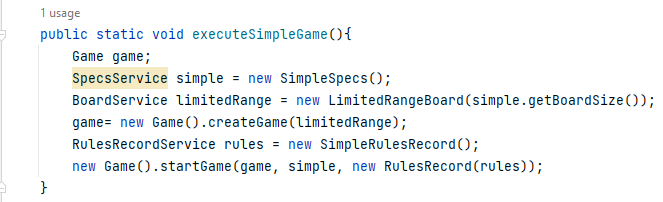 1 usage
public static void executeSimpleGame(){
Game game;
SpecsService simple = new SimpleSpecs();
BoardService limitedRange = new LimitedRangeBoard(simple.getBoardSize());
game= new Game().createGame(limitedRange);
RulesRecordService rules = new SimpleRulesRecord();
new Game().startGame(game, simple, new RulesRecord(rules));
}